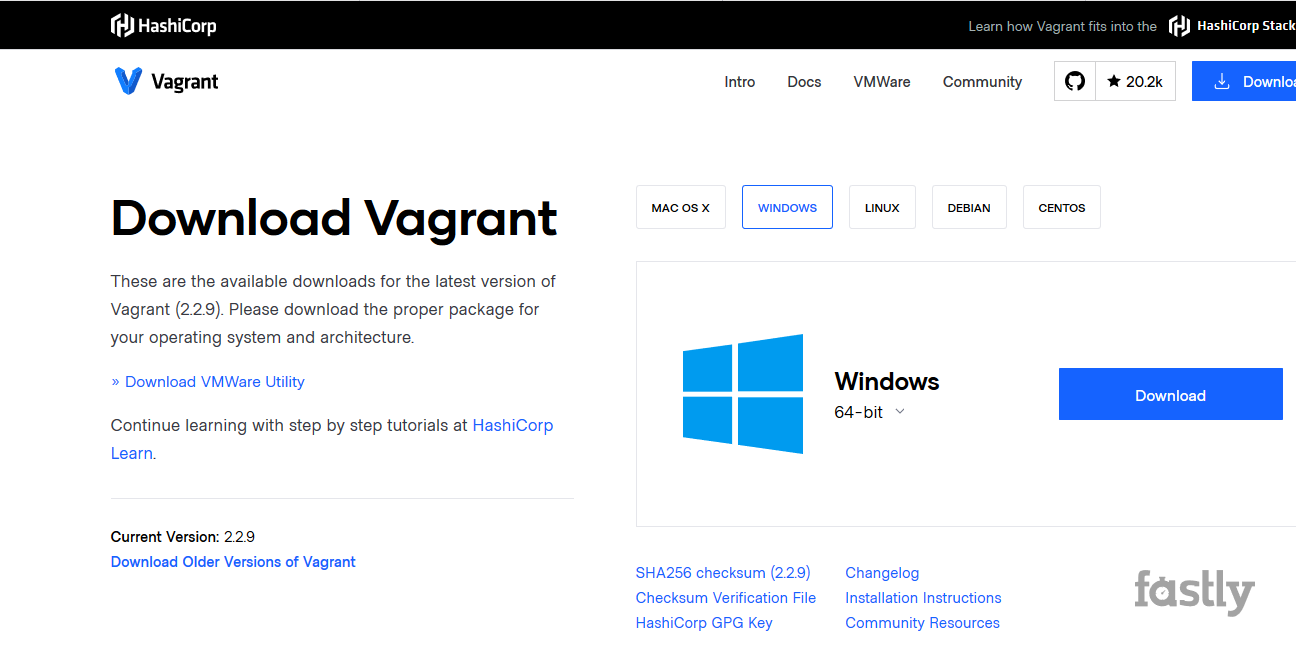 HashiCorp
Learn how Vagrant fits into the HashiCorp Stack
Vagrant
Intro Docs VMWare Community 20.2k Downloa
MAC OS X WINDOWS LINUX DEBIAN CENTOS
Download Vagrant
These are the available downloads for the latest version of
Vagrant (2.2.9). Please download the proper package for
your operating system and architecture.
» Download VMWare Utility
Continue learning with step by step tutorials at HashiCorp
Learn.
Current Version: 2.2.9
Download Older Versions of Vagrant
Windows
64-bit
Download
SHA256 checksum (2.2.9)
Checksum Verification File
HashiCorp GPG Key
Changelog
Installation Instructions
Community Resources
fastly